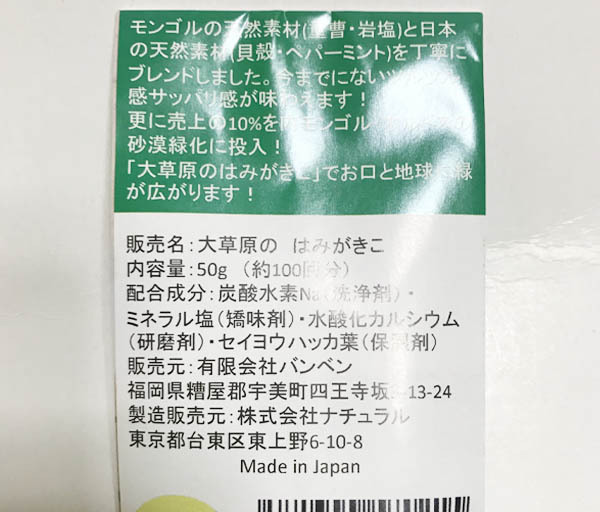 モンゴルの天然素材(重曹・岩塩)と日本
の天然素材(貝殻・ペパーミント)を丁寧に
ブレンドしました。今までにない
感サッパリ感が味わえます！
更に売上の10%を モンゴル
砂漠緑化に投入！
「大草原のはみがきこ」でお口と地球 緑
が広がります！
販売名：大草原の はみがきこ
内容量：50g （約100回分）
配合成分：炭酸水素Na（洗浄剤）・
ミネラル塩（矯味剤）・水酸化カルシウム
（研磨剤）・セイヨウハッカ葉（保湿剤）
販売元：有限会社バンベン
福岡県糟屋郡宇美町四王寺坂 -13-24
製造販売元：株式会社ナチュラル
東京都台東区東上野6-10-8
Made in Japan